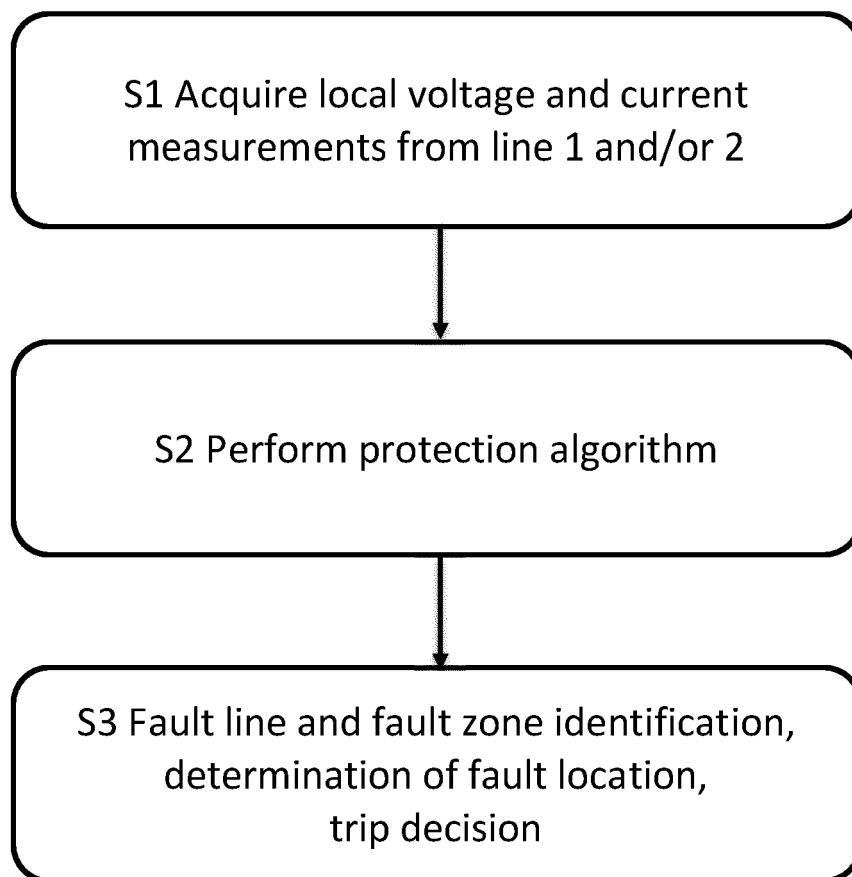 S1 Acquire local voltage and current
measurements from line 1 and/or 2
S2 Perform protection algorithm
S3 Fault line and fault zone identification,
determination of fault location,
trip decision